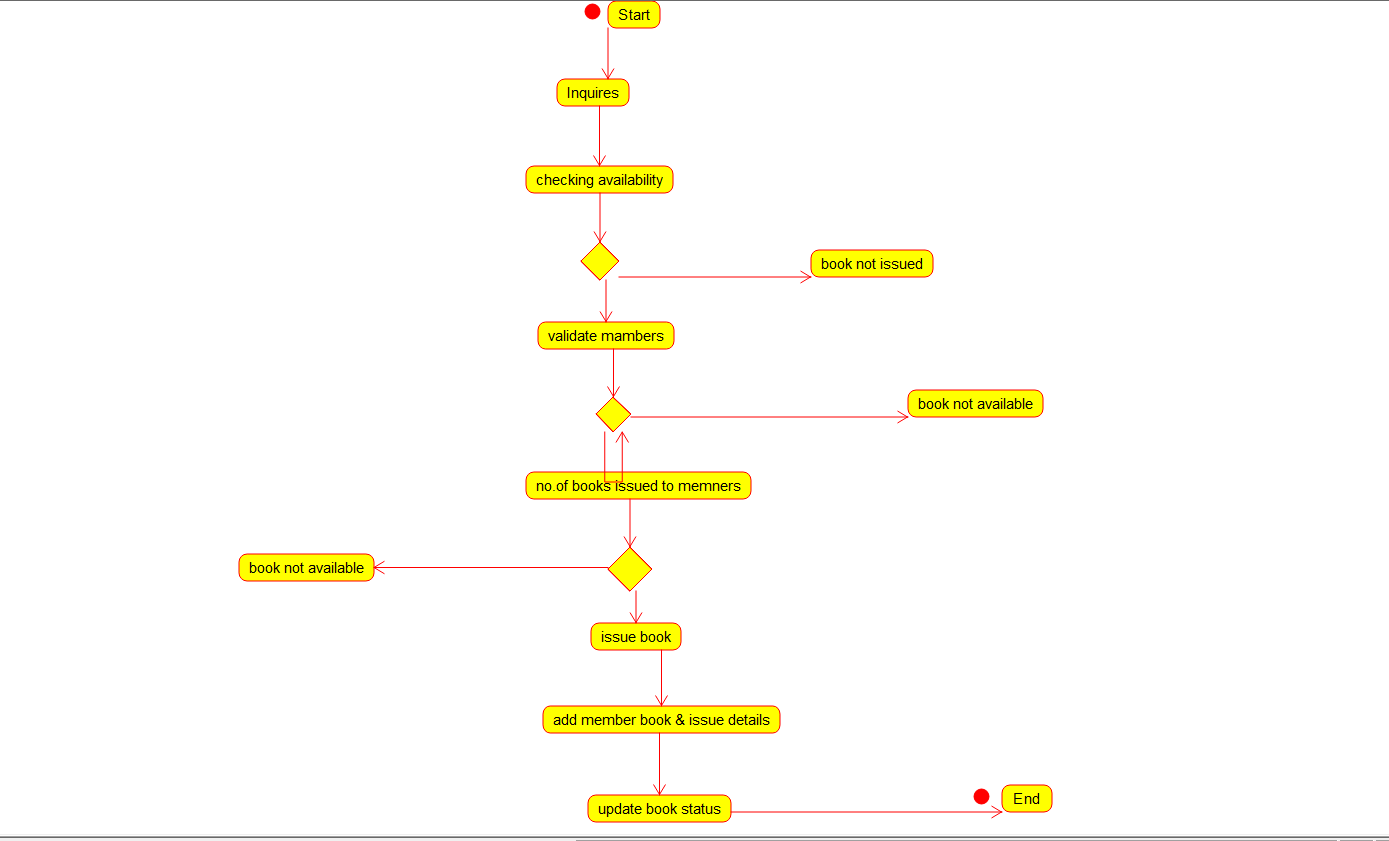 Start
Inquires
checking availability
book not issued
validate mambers
book not available
no.of books issued to memners
book not available
issue book
add member book & issue details
update book status
End